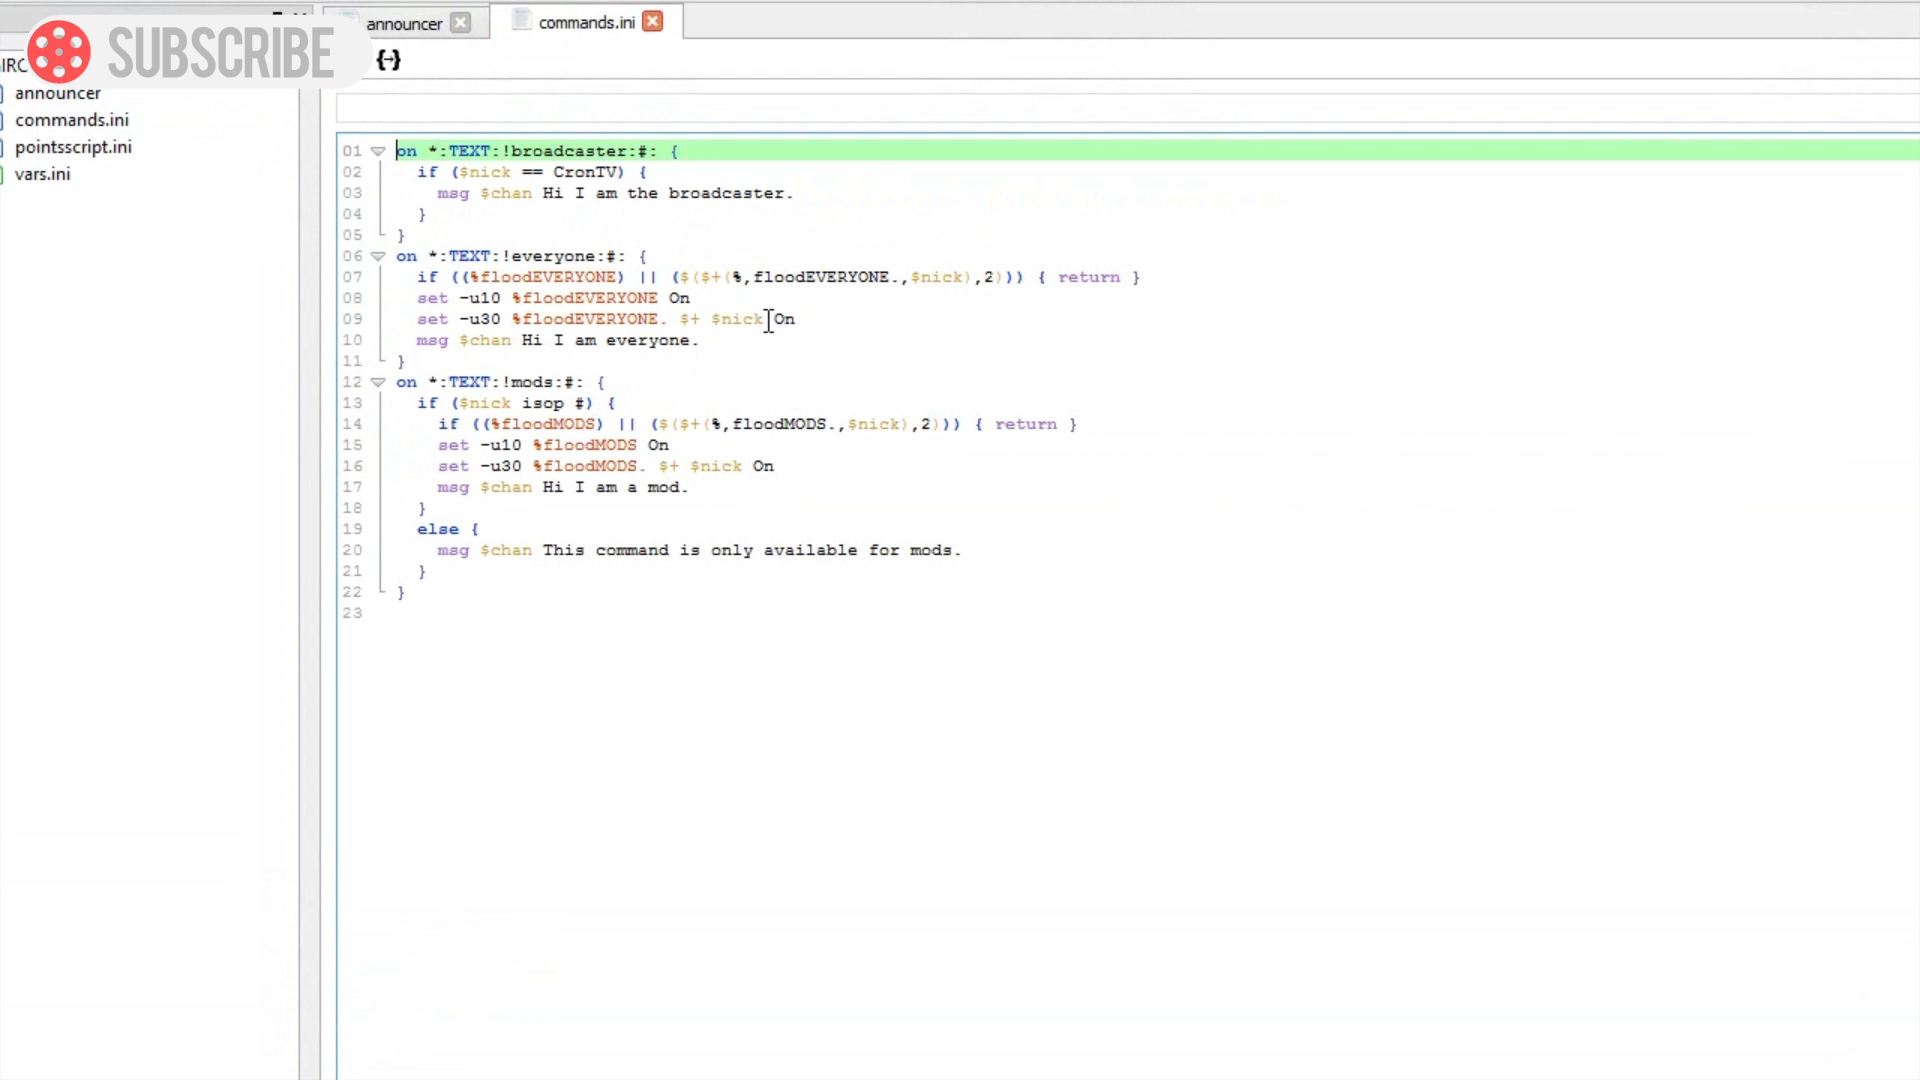 announcer
commands.ini
SUBSCRIBE
{→}
announcer
commands.ini
pointsscript.ini
vars.ini
01 on *:TEXT:!broadcaster:#: {
02 if ($nick == CronTV) {
03 msg $chan Hi I am the broadcaster.
04 }
05 }
06 on *:TEXT:!everyone:#: {
07 if ((%floodEVERYONE) || ($($+(%,floodEVERYONE.,$nick),2))) { return }
08 set -u10 %floodEVERYONE On
09 set -u30 %floodEVERYONE. $+ $nick On
10 msg $chan Hi I am everyone.
11 }
12 on *:TEXT:!mods:#: {
13 if ($nick isop #) {
14 if ((%floodMODS) || ($($+(%,floodMODS.,$nick),2))) { return }
15 set -u10 %floodMODS On
16 set -u30 %floodMODS. $+ $nick On
17 msg $chan Hi I am a mod.
18 }
19 else {
20 msg $chan This command is only available for mods.
21 }
22 }
23